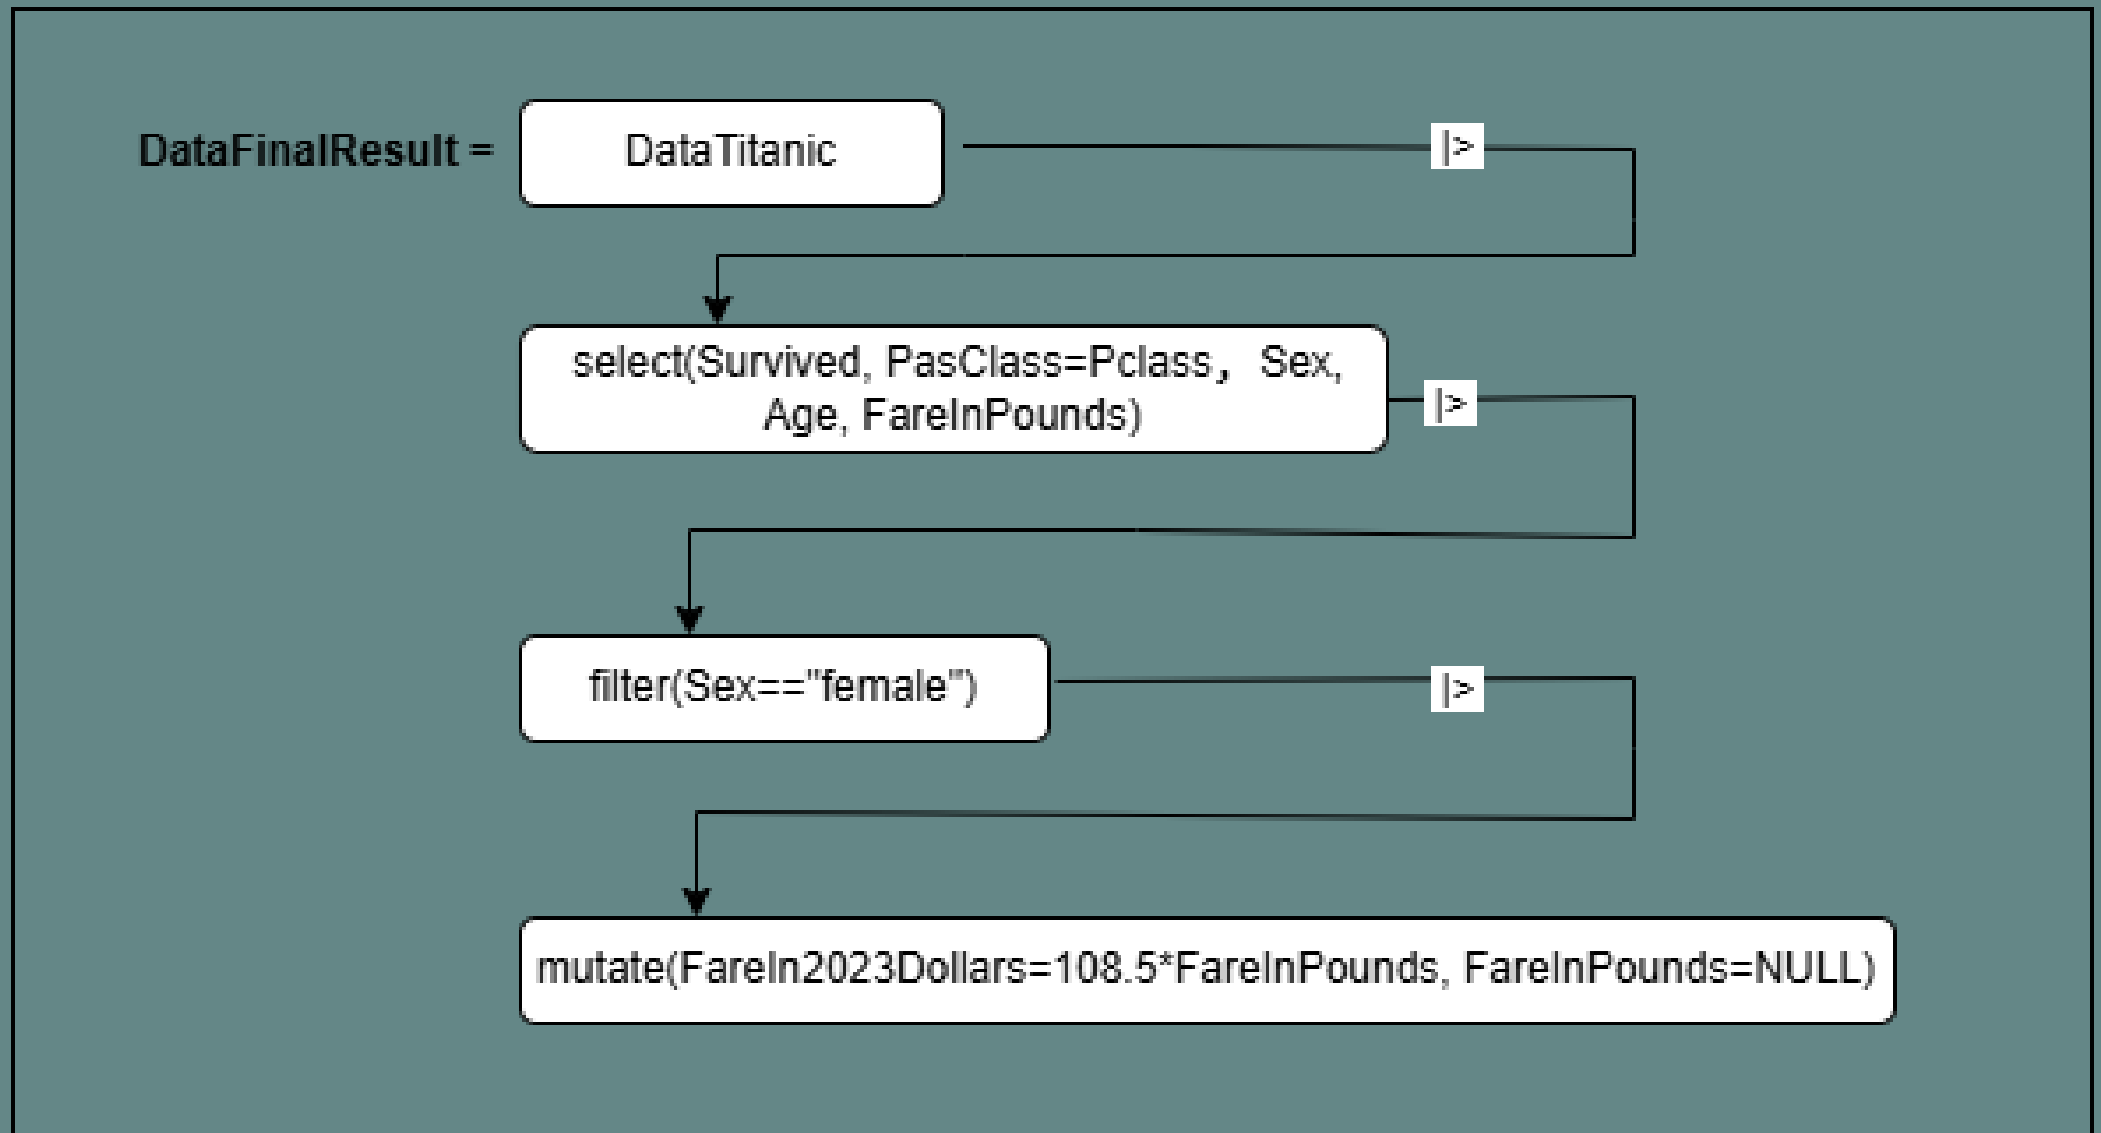 DataFinalResult = DataTitanic |>
select(Survived, PasClass=Pclass， Sex,
Age, FareInPounds)
|>
filter(Sex=="female") |>
mutate(FareIn2023Dollars=108.5*FareInPounds, FareInPounds=NULL)